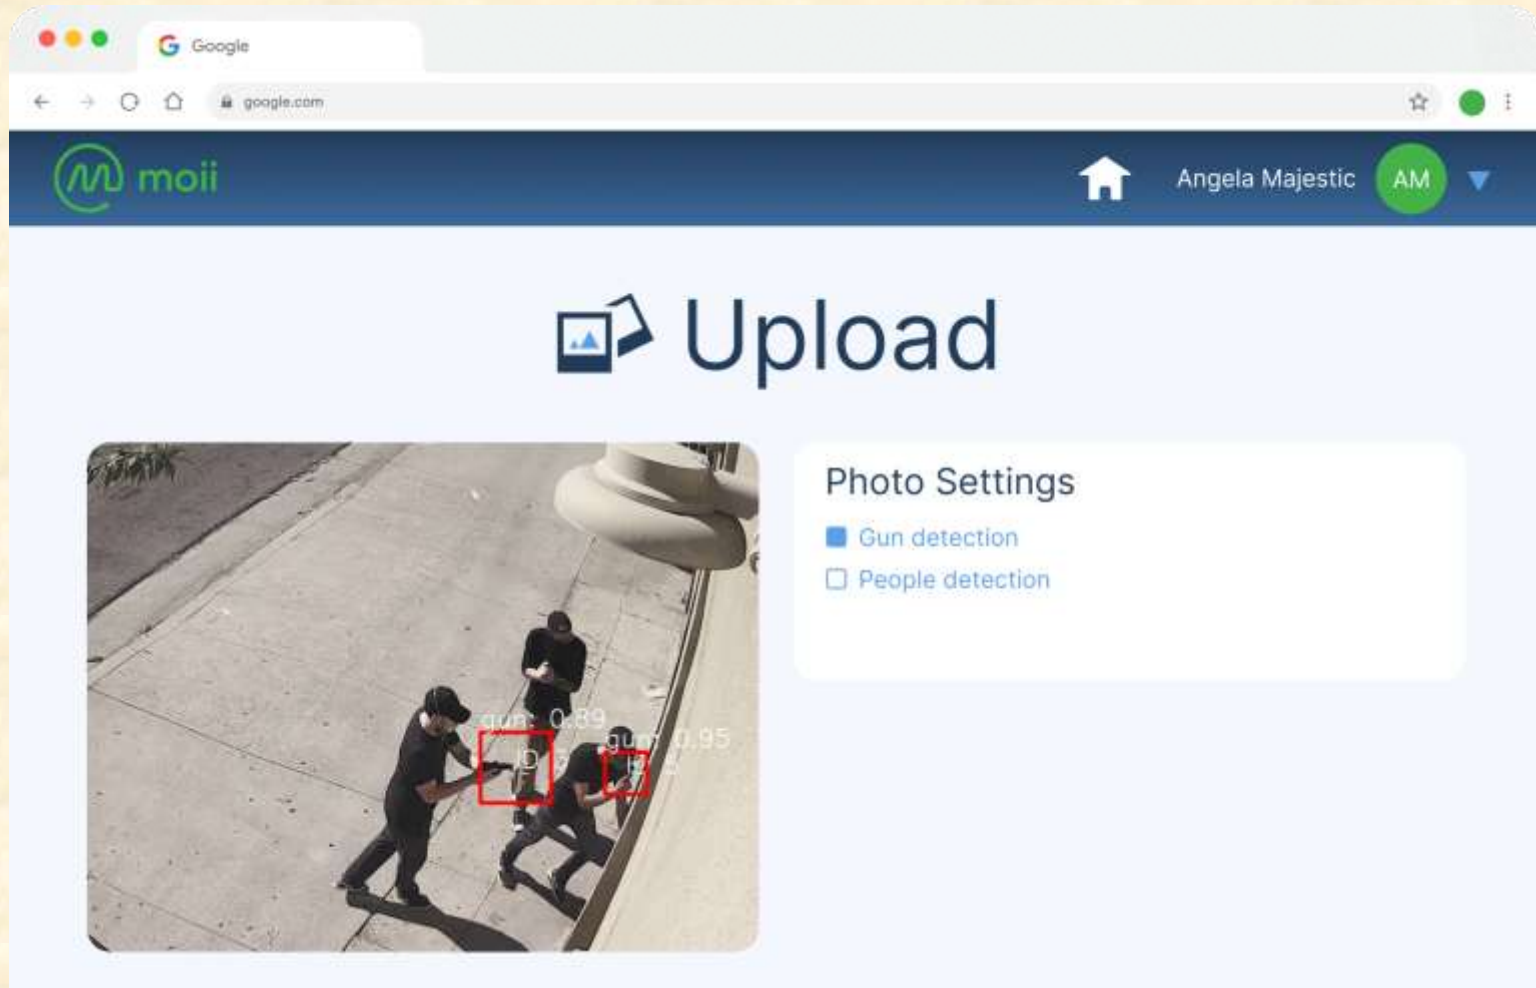 Google
google.com
moii
Angela Majestic
AM
Upload
Photo Settings
Gun detection
People detection
gun: 0.89
gun: 0.95
ID